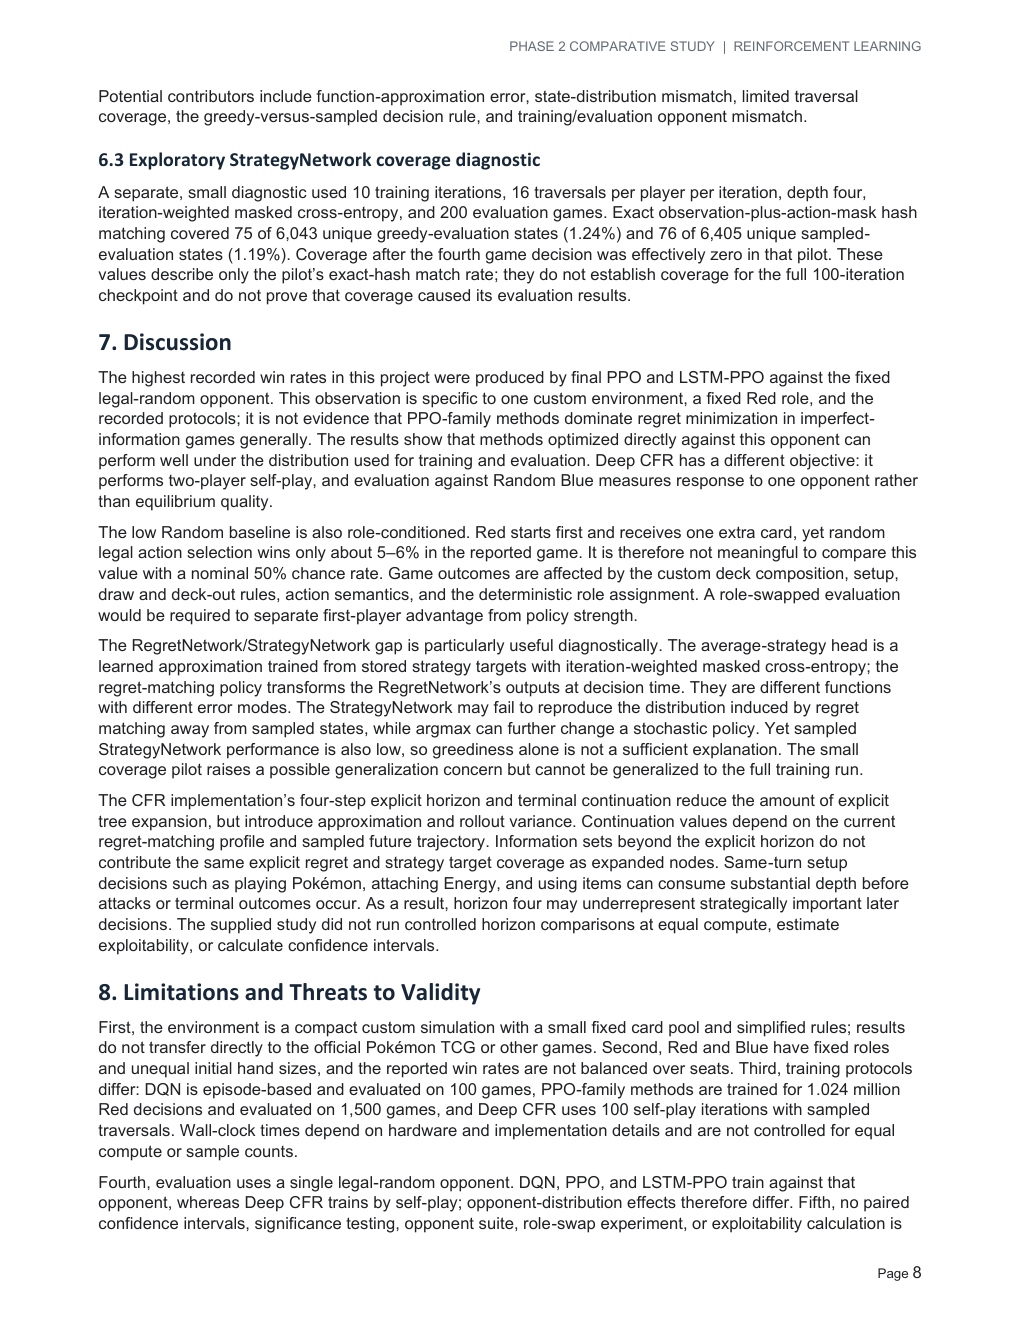 PHASE 2 COMPARATIVE STUDY | REINFORCEMENT LEARNING
Potential contributors include function-approximation error, state-distribution mismatch, limited traversal
coverage, the greedy-versus-sampled decision rule, and training/evaluation opponent mismatch.
6.3 Exploratory StrategyNetwork coverage diagnostic
A separate, small diagnostic used 10 training iterations, 16 traversals per player per iteration, depth four,
iteration-weighted masked cross-entropy, and 200 evaluation games. Exact observation-plus-action-mask hash
matching covered 75 of 6,043 unique greedy-evaluation states (1.24%) and 76 of 6,405 unique sampled-
evaluation states (1.19%). Coverage after the fourth game decision was effectively zero in that pilot. These
values describe only the pilot’s exact-hash match rate; they do not establish coverage for the full 100-iteration
checkpoint and do not prove that coverage caused its evaluation results.
7. Discussion
The highest recorded win rates in this project were produced by final PPO and LSTM-PPO against the fixed
legal-random opponent. This observation is specific to one custom environment, a fixed Red role, and the
recorded protocols; it is not evidence that PPO-family methods dominate regret minimization in imperfect-
information games generally. The results show that methods optimized directly against this opponent can
perform well under the distribution used for training and evaluation. Deep CFR has a different objective: it
performs two-player self-play, and evaluation against Random Blue measures response to one opponent rather
than equilibrium quality.
The low Random baseline is also role-conditioned. Red starts first and receives one extra card, yet random
legal action selection wins only about 5–6% in the reported game. It is therefore not meaningful to compare this
value with a nominal 50% chance rate. Game outcomes are affected by the custom deck composition, setup,
draw and deck-out rules, action semantics, and the deterministic role assignment. A role-swapped evaluation
would be required to separate first-player advantage from policy strength.
The RegretNetwork/StrategyNetwork gap is particularly useful diagnostically. The average-strategy head is a
learned approximation trained from stored strategy targets with iteration-weighted masked cross-entropy; the
regret-matching policy transforms the RegretNetwork’s outputs at decision time. They are different functions
with different error modes. The StrategyNetwork may fail to reproduce the distribution induced by regret
matching away from sampled states, while argmax can further change a stochastic policy. Yet sampled
StrategyNetwork performance is also low, so greediness alone is not a sufficient explanation. The small
coverage pilot raises a possible generalization concern but cannot be generalized to the full training run.
The CFR implementation’s four-step explicit horizon and terminal continuation reduce the amount of explicit
tree expansion, but introduce approximation and rollout variance. Continuation values depend on the current
regret-matching profile and sampled future trajectory. Information sets beyond the explicit horizon do not
contribute the same explicit regret and strategy target coverage as expanded nodes. Same-turn setup
decisions such as playing Pokémon, attaching Energy, and using items can consume substantial depth before
attacks or terminal outcomes occur. As a result, horizon four may underrepresent strategically important later
decisions. The supplied study did not run controlled horizon comparisons at equal compute, estimate
exploitability, or calculate confidence intervals.
8. Limitations and Threats to Validity
First, the environment is a compact custom simulation with a small fixed card pool and simplified rules; results
do not transfer directly to the official Pokémon TCG or other games. Second, Red and Blue have fixed roles
and unequal initial hand sizes, and the reported win rates are not balanced over seats. Third, training protocols
differ: DQN is episode-based and evaluated on 100 games, PPO-family methods are trained for 1.024 million
Red decisions and evaluated on 1,500 games, and Deep CFR uses 100 self-play iterations with sampled
traversals. Wall-clock times depend on hardware and implementation details and are not controlled for equal
compute or sample counts.
Fourth, evaluation uses a single legal-random opponent. DQN, PPO, and LSTM-PPO train against that
opponent, whereas Deep CFR trains by self-play; opponent-distribution effects therefore differ. Fifth, no paired
confidence intervals, significance testing, opponent suite, role-swap experiment, or exploitability calculation is
Page 8